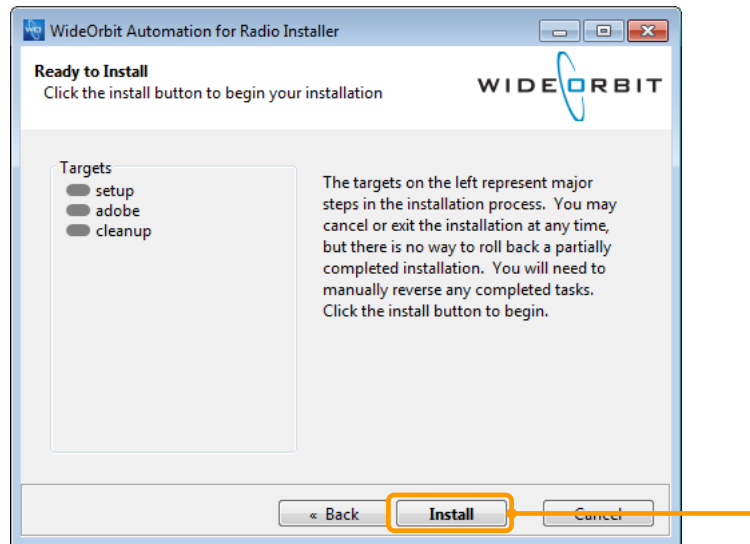 WideOrbit Automation for Radio Installer
Ready to Install
Click the install button to begin your installation
WIDEORBIT
Targets
setup
adobe
cleanup
The targets on the left represent major
steps in the installation process. You may
cancel or exit the installation at any time,
but there is no way to roll back a partially
completed installation. You will need to
manually reverse any completed tasks.
Click the install button to begin.
« Back
Install
Cancel